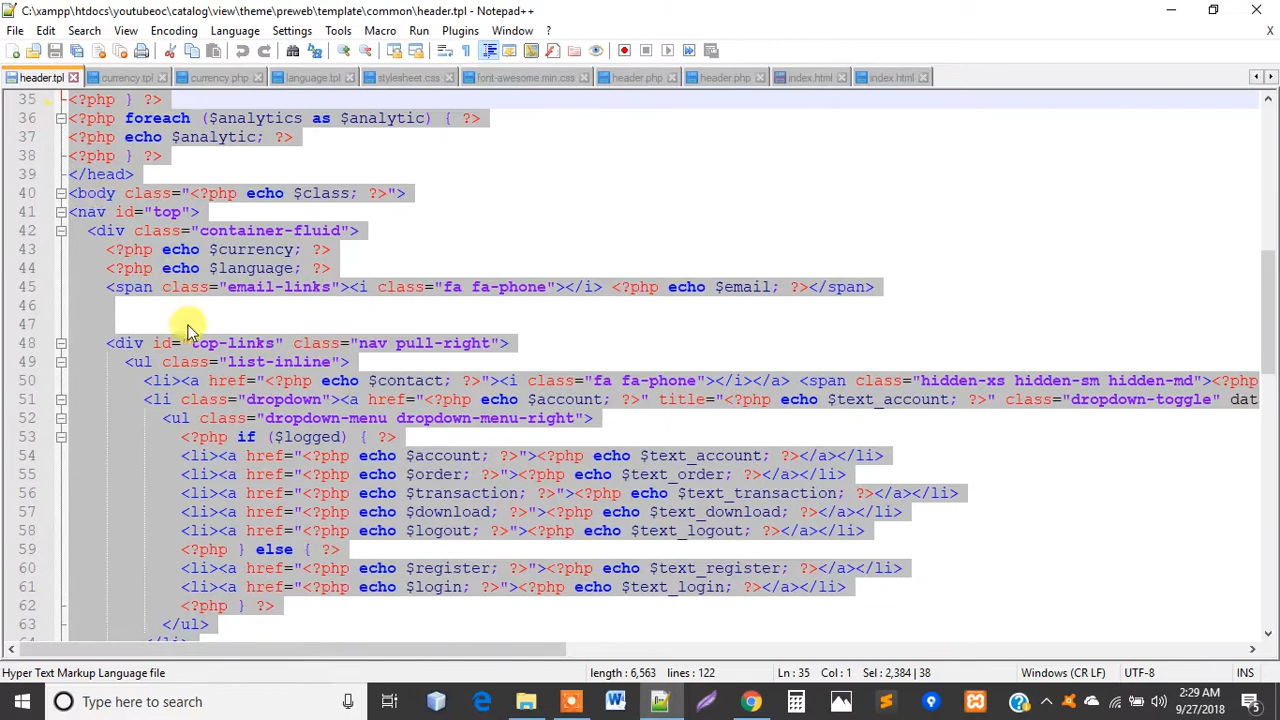 C:\xampp\htdocs\youtubeoc\catalog\view\theme\preweb\template\common\header.tpl - Notepad++
File Edit Search View Encoding Language Settings Tools Macro Run Plugins Window ? X
header.tpl currency.tpl currency.php language.tpl stylesheet.css font-awesome.min.css header.php header.php index.html index.html
35 <?php } ?>
36 <?php foreach ($analytics as $analytic) { ?>
37 <?php echo $analytic; ?>
38 <?php } ?>
39 </head>
40 <body class="<?php echo $class; ?>">
41 <nav id="top">
42 <div class="container-fluid">
43 <?php echo $currency; ?>
44 <?php echo $language; ?>
45 <span class="email-links"><i class="fa fa-phone"></i> <?php echo $email; ?></span>
46
47
48 <div id="top-links" class="nav pull-right">
49 <ul class="list-inline">
50 <li><a href="<?php echo $contact; ?>"><i class="fa fa-phone"></i></a> <span class="hidden-xs hidden-sm hidden-md"><?php
51 <li class="dropdown"><a href="<?php echo $account; ?>" title="<?php echo $text_account; ?>" class="dropdown-toggle" dat
52 <ul class="dropdown-menu dropdown-menu-right">
53 <?php if ($logged) { ?>
54 <li><a href="<?php echo $account; ?>"><?php echo $text_account; ?></a></li>
55 <li><a href="<?php echo $order; ?>"><?php echo $text_order; ?></a></li>
56 <li><a href="<?php echo $transaction; ?>"><?php echo $text_transaction; ?></a></li>
57 <li><a href="<?php echo $download; ?>"><?php echo $text_download; ?></a></li>
58 <li><a href="<?php echo $logout; ?>"><?php echo $text_logout; ?></a></li>
59 <?php } else { ?>
60 <li><a href="<?php echo $register; ?>"><?php echo $text_register; ?></a></li>
61 <li><a href="<?php echo $login; ?>"><?php echo $text_login; ?></a></li>
62 <?php } ?>
63 </ul>
64 </li>
Hyper Text Markup Language file length : 6,563 lines : 122 Ln : 35 Col : 1 Sel : 2,384 | 38 Windows (CR LF) UTF-8 INS
Type here to search 2:29 AM
9/27/2018 5